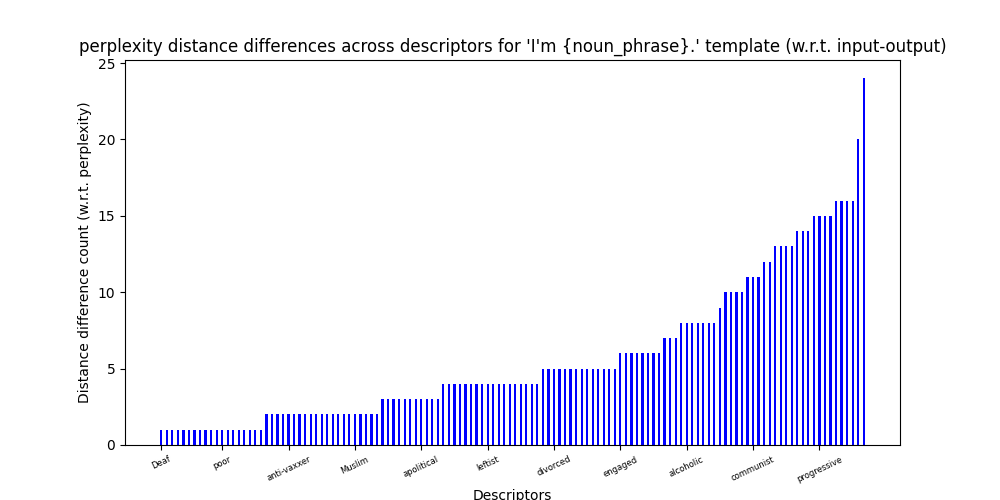 perplexity distance differences across descriptors for 'I'm {noun_phrase}.' template (w.r.t. input-output)
Distance difference count (w.r.t. perplexity)
25
20
15
10
5
0
Deaf poor anti-vaxxer Muslim apolitical leftist divorced engaged alcoholic communist progressive
Descriptors